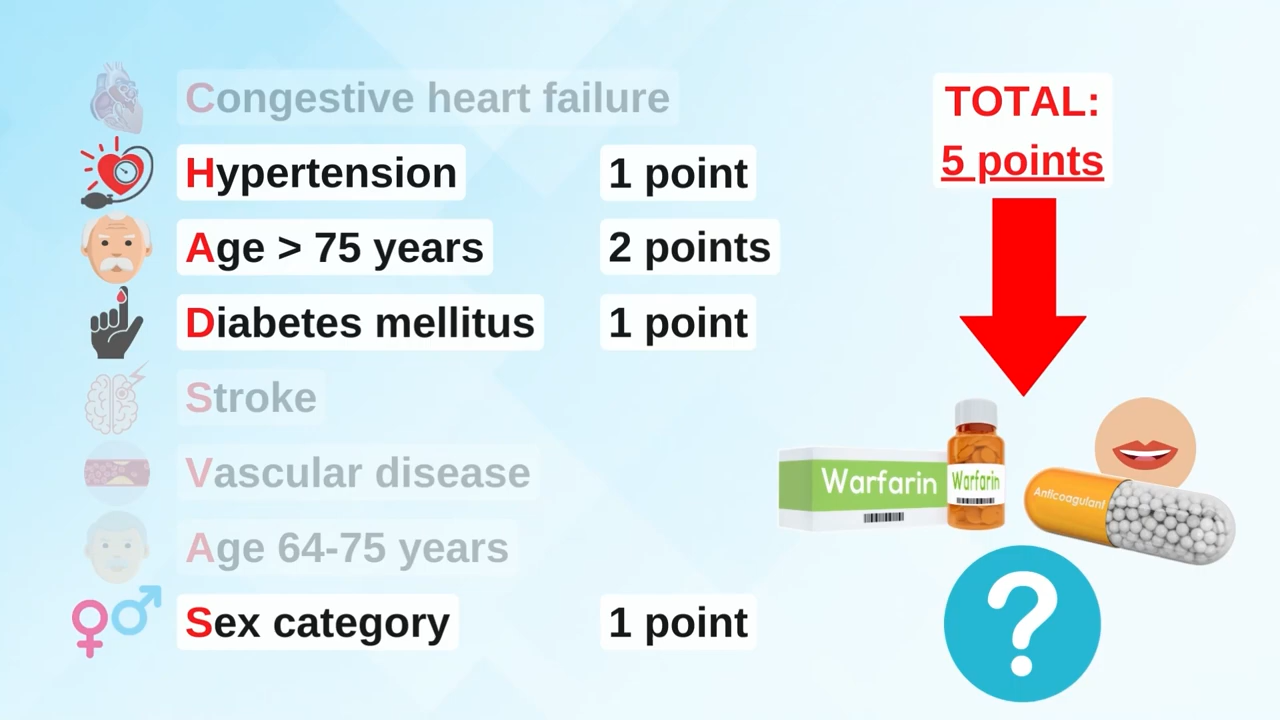 Congestive heart failure
Hypertension 1 point
Age > 75 years 2 points
Diabetes mellitus 1 point
Stroke
Vascular disease
Age 64-75 years
Sex category 1 point
TOTAL:
5 points
Warfarin
Warfarin
Anticoagulant
?